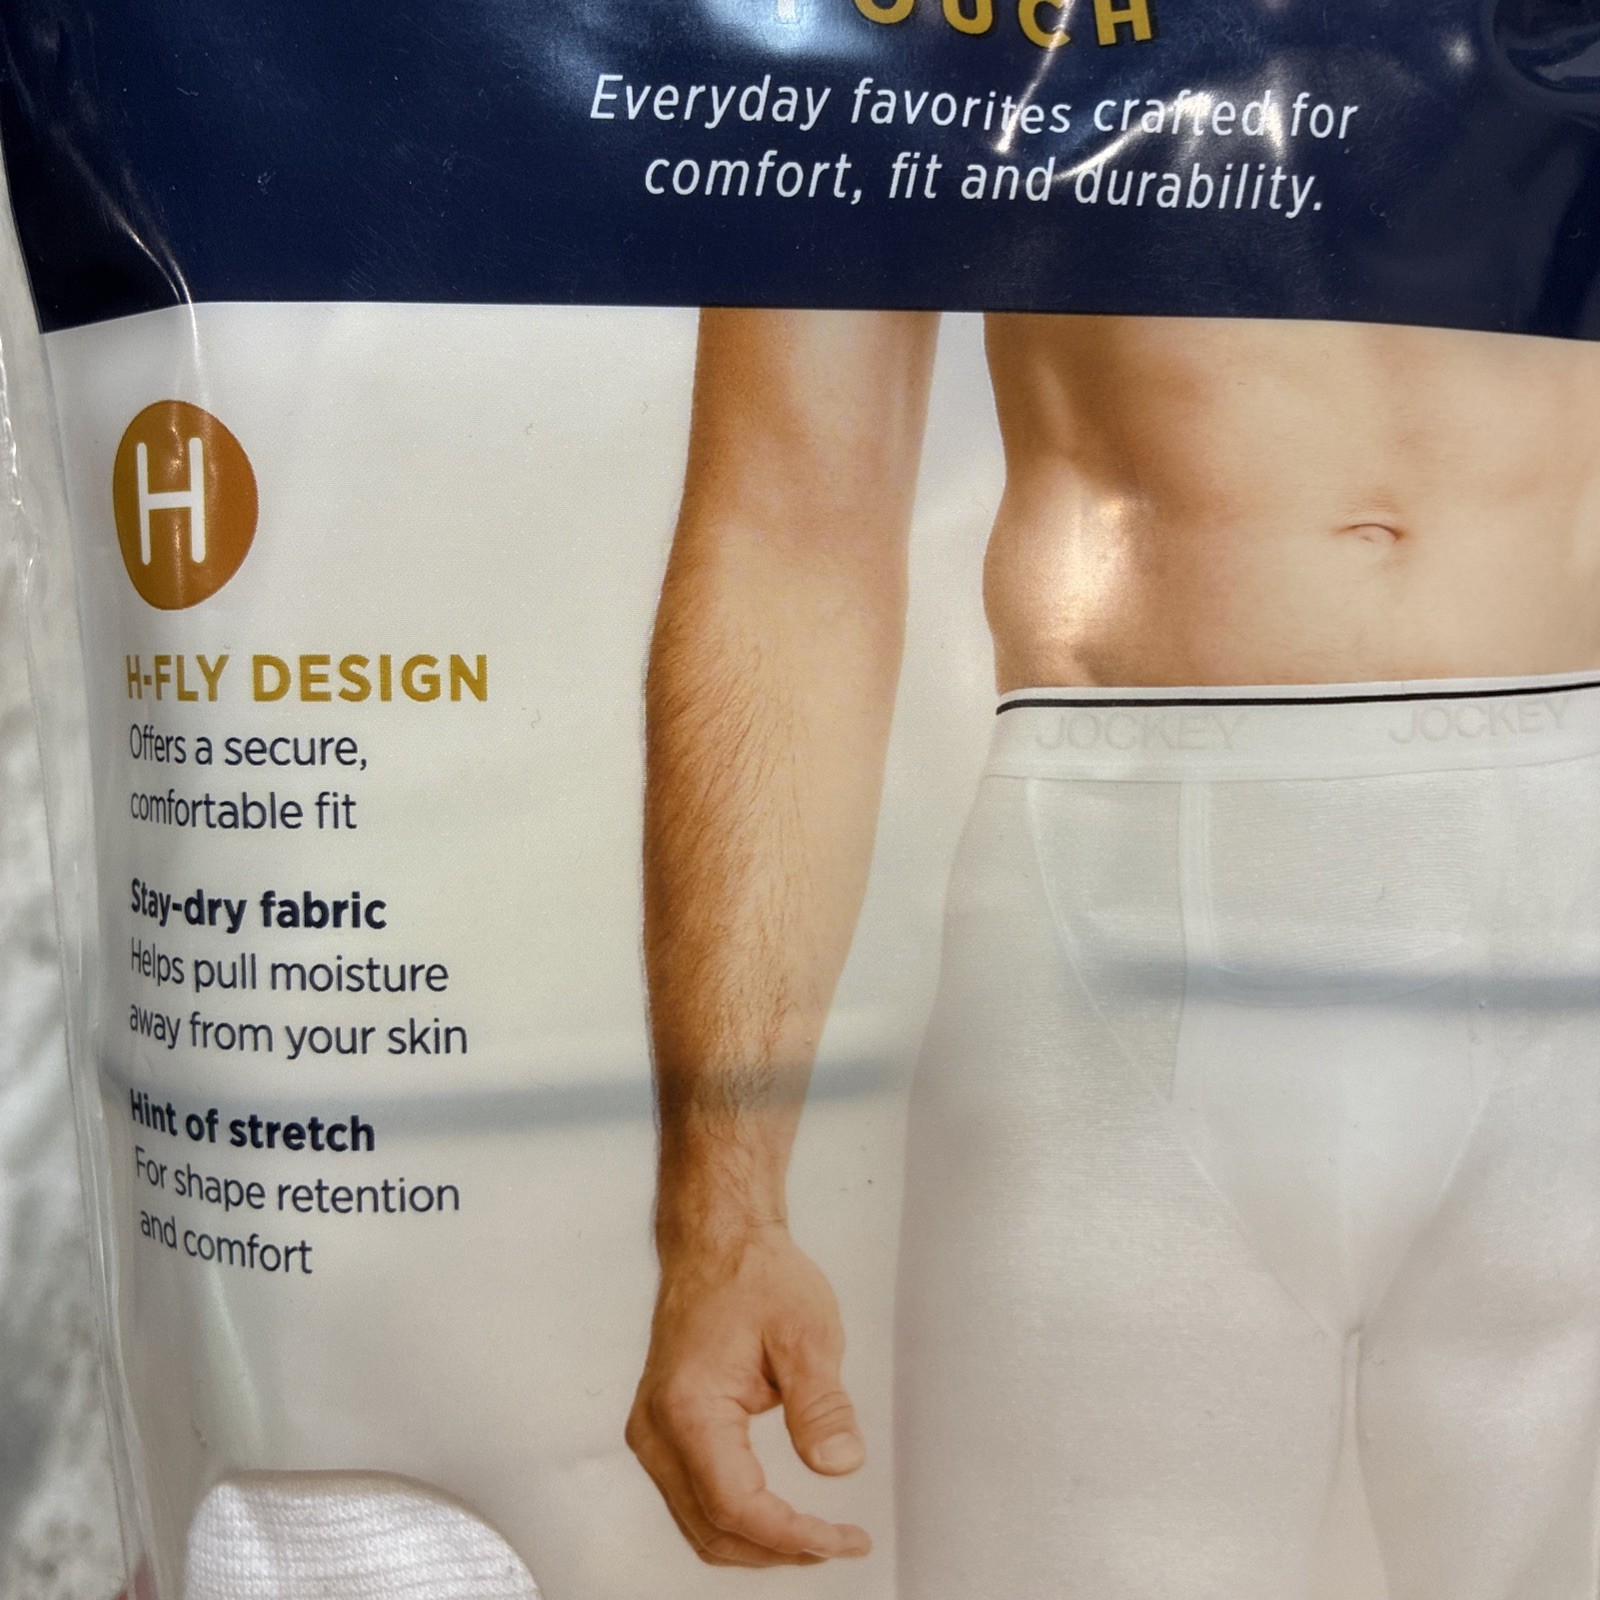 POUCH
Everyday favorites crafted for
comfort, fit and durability.
H
H-FLY DESIGN
Offers a secure,
comfortable fit
Stay-dry fabric
Helps pull moisture
away from your skin
Hint of stretch
For shape retention
and comfort
JOCKEY JOCKEY